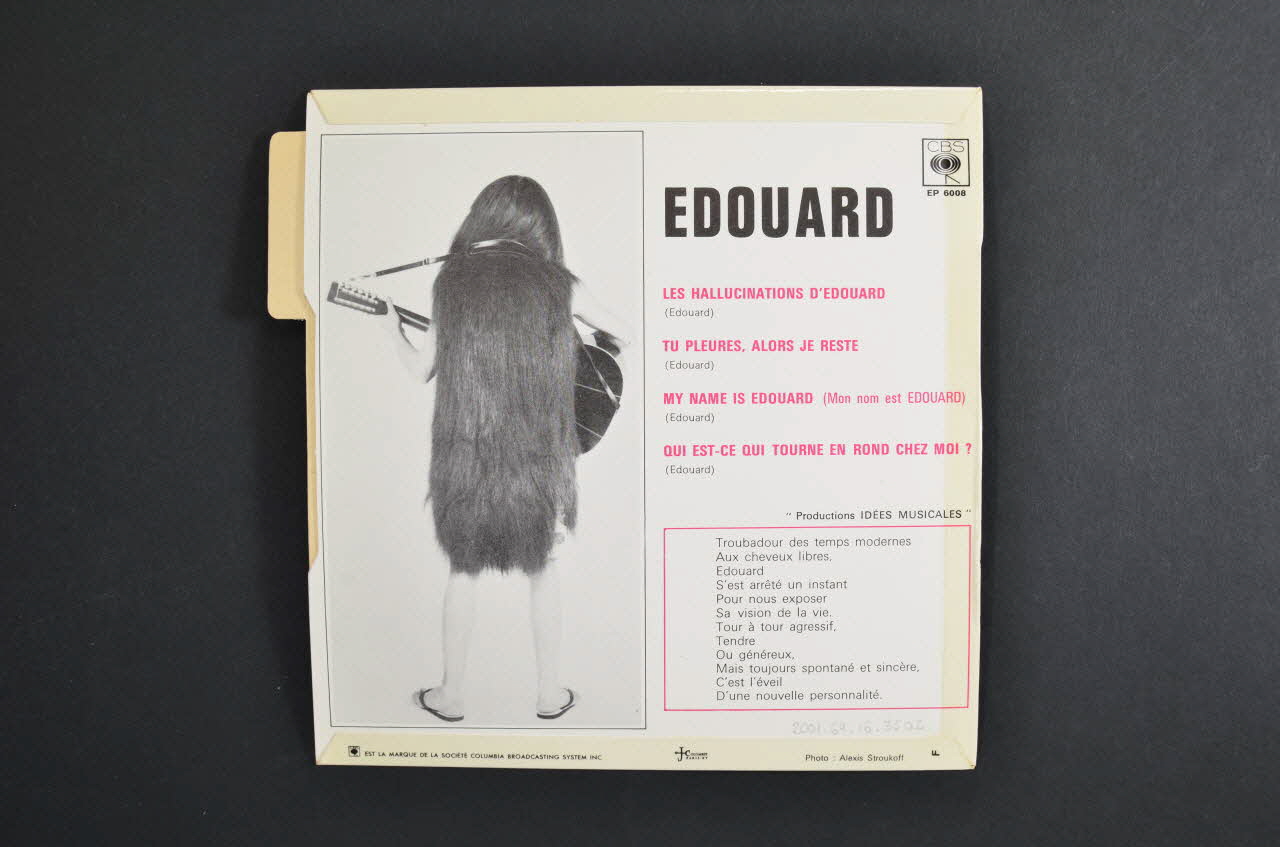 CBS
EP 6008
EDOUARD
LES HALLUCINATIONS D'EDOUARD
(Edouard)
TU PLEURES, ALORS JE RESTE
(Edouard)
MY NAME IS EDOUARD (Mon nom est EDOUARD)
(Edouard)
QUI EST-CE QUI TOURNE EN ROND CHEZ MOI ?
(Edouard)
" Productions IDÉES MUSICALES "
Troubadour des temps modernes
Aux cheveux libres,
Edouard
S'est arrêté un instant
Pour nous exposer
Sa vision de la vie.
Tour à tour agressif,
Tendre
Ou généreux,
Mais toujours spontané et sincère,
C'est l'éveil
D'une nouvelle personnalité.
2001.69.16.3502
EST LA MARQUE DE LA SOCIÉTÉ COLUMBIA BROADCASTING SYSTEM INC
Photo : Alexis Stroukoff
F